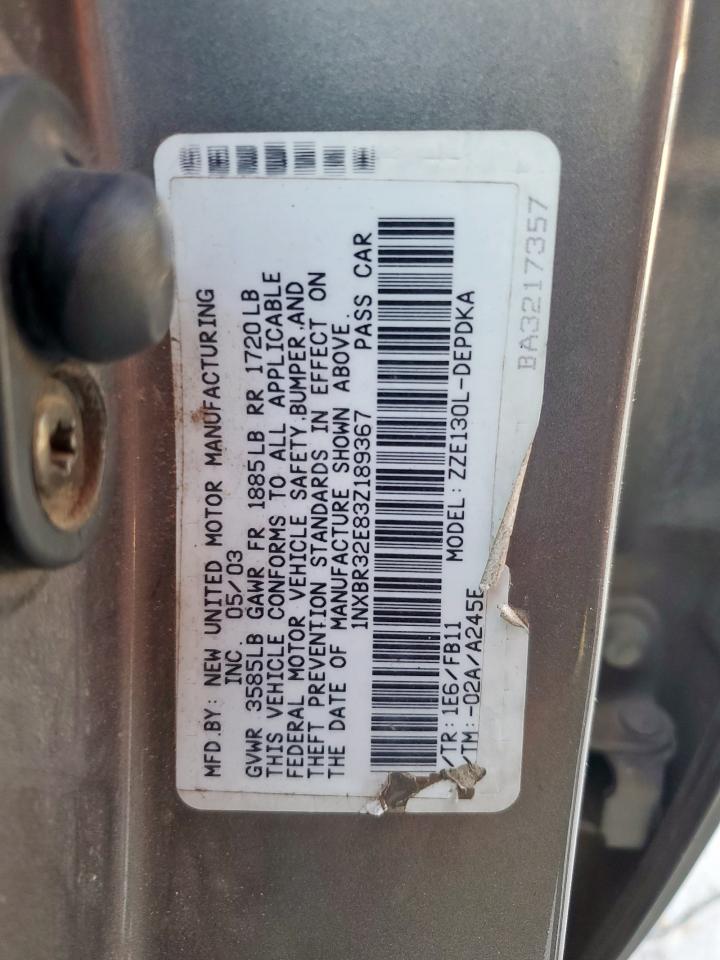 MFD.BY: NEW UNITED MOTOR MANUFACTURING
INC. 05/03
GVWR 3585LB GAWR FR 1885LB RR 1720LB
THIS VEHICLE CONFORMS TO ALL APPLICABLE
FEDERAL MOTOR VEHICLE SAFETY,BUMPER,AND
THEFT PREVENTION STANDARDS IN EFFECT ON
THE DATE OF MANUFACTURE SHOWN ABOVE.
1NXBR32E83Z189367 PASS CAR
/TR: 1E6/FB11 MODEL: ZZE130L-DEPDKA
/TM:-02A/A245E
BA3217357